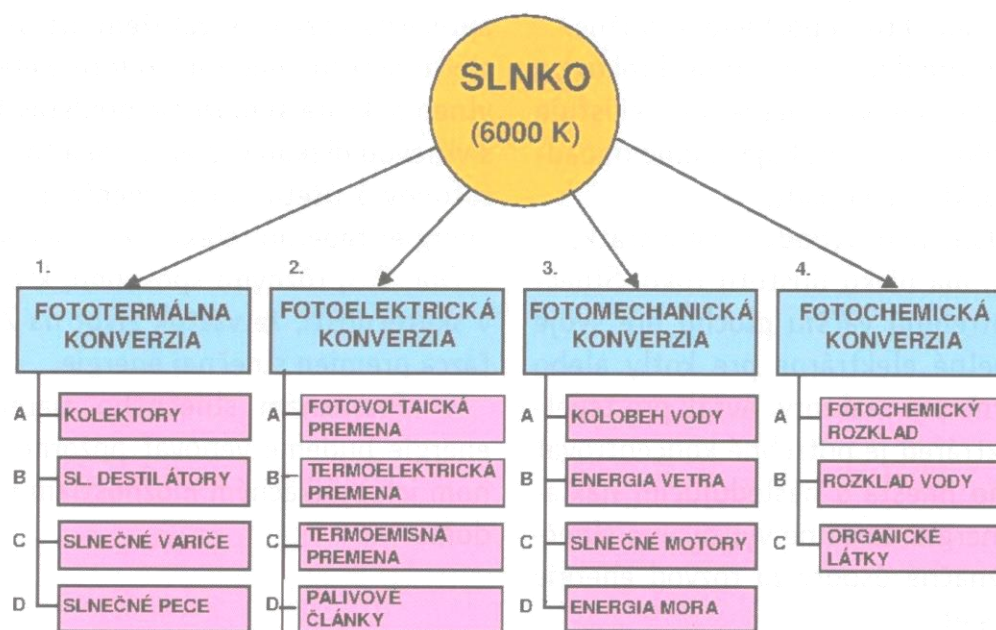 SLNKO
(6000 K)
1.
FOTOTERMÁLNA
KONVERZIA
A
KOLEKTORY
B
SL. DESTILÁTORY
C
SLNEČNÉ VARIČE
D
SLNEČNÉ PECE
2.
FOTOELEKTRICKÁ
KONVERZIA
A
FOTOVOLTAICKÁ
PREMENA
B
TERMOELEKTRICKÁ
PREMENA
C
TERMOEMISNÁ
PREMENA
D
PALIVOVÉ
ČLÁNKY
3.
FOTOMECHANICKÁ
KONVERZIA
A
KOLOBEH VODY
B
ENERGIA VETRA
C
SLNEČNÉ MOTORY
D
ENERGIA MORA
4.
FOTOCHEMICKÁ
KONVERZIA
A
FOTOCHEMICKÝ
ROZKLAD
B
ROZKLAD VODY
C
ORGANICKÉ
LÁTKY